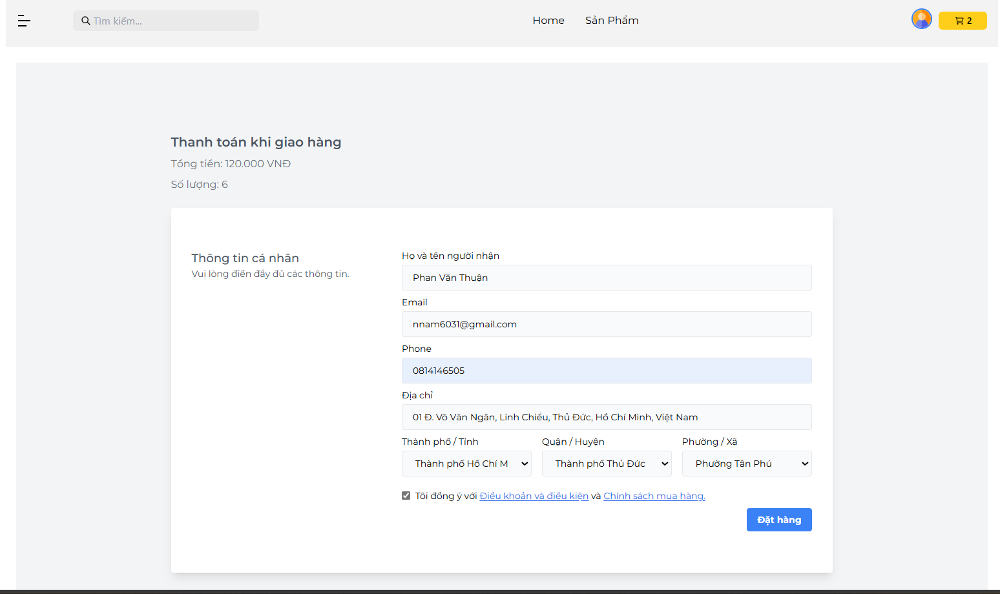 Tìm kiếm...
Home
Sản Phẩm
2
Thanh toán khi giao hàng
Tổng tiền: 120.000 VNĐ
Số lượng: 6
Thông tin cá nhân
Vui lòng điền đầy đủ các thông tin.
Họ và tên người nhận
Phan Văn Thuận
Email
nnam6031@gmail.com
Phone
0814146505
Địa chỉ
01 Đ. Võ Văn Ngân, Linh Chiểu, Thủ Đức, Hồ Chí Minh, Việt Nam
Thành phố / Tỉnh
Quận / Huyện
Phường / Xã
Thành phố Hồ Chí M
Thành phố Thủ Đức
Phường Tân Phú
Tôi đồng ý với Điều khoản và điều kiện và Chính sách mua hàng.
Đặt hàng